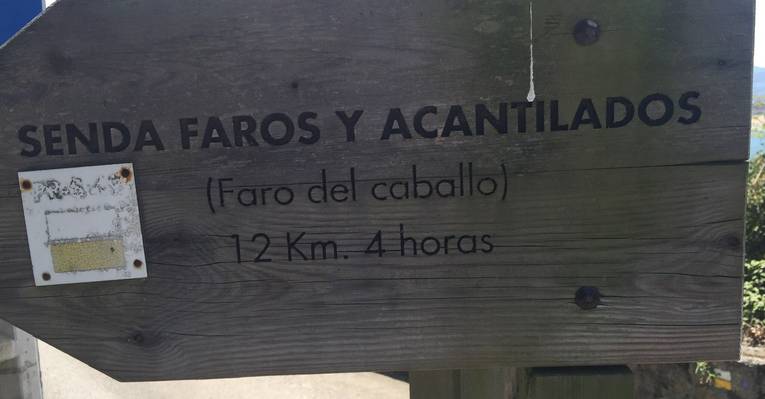 SENDA FAROS Y ACANTILADOS
(Faro del caballo)
12 Km. 4 horas